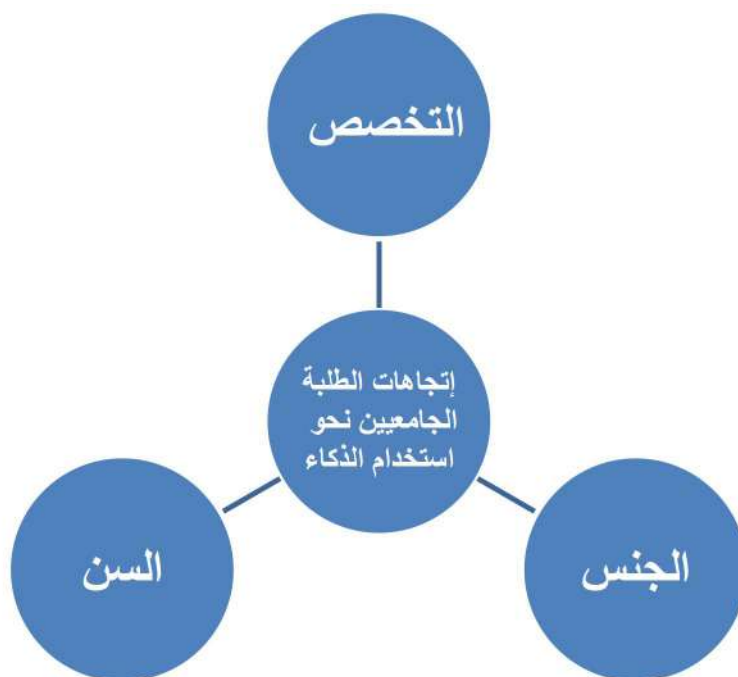 التخصص
إتجاهات الطلبة
الجامعيين نحو
استخدام الذكاء
الجنس
السن